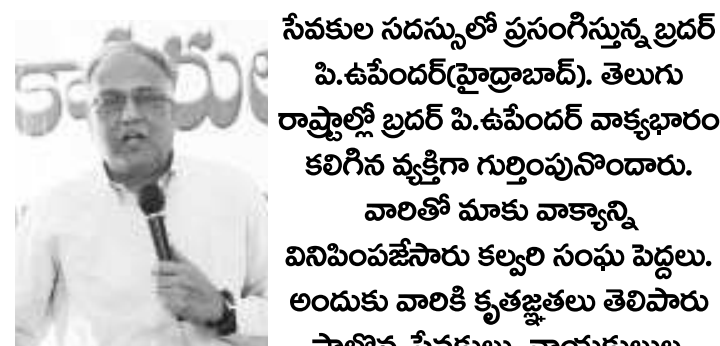 సేవకుల సదస్సులో ప్రసంగిస్తున్న బ్రదర్
పి.ఉపేందర్(హైద్రాబాద్). తెలుగు
రాష్ట్రాల్లో బ్రదర్ పి.ఉపేందర్ వాక్యభారం
కలిగిన వ్యక్తిగా గుర్తింపునొందారు.
వారితో మాకు వాక్యాన్ని
వినిపింపజేసారు కల్వరి సంఘ పెద్దలు.
అందుకు వారికి కృతజ్ఞతలు తెలిపారు